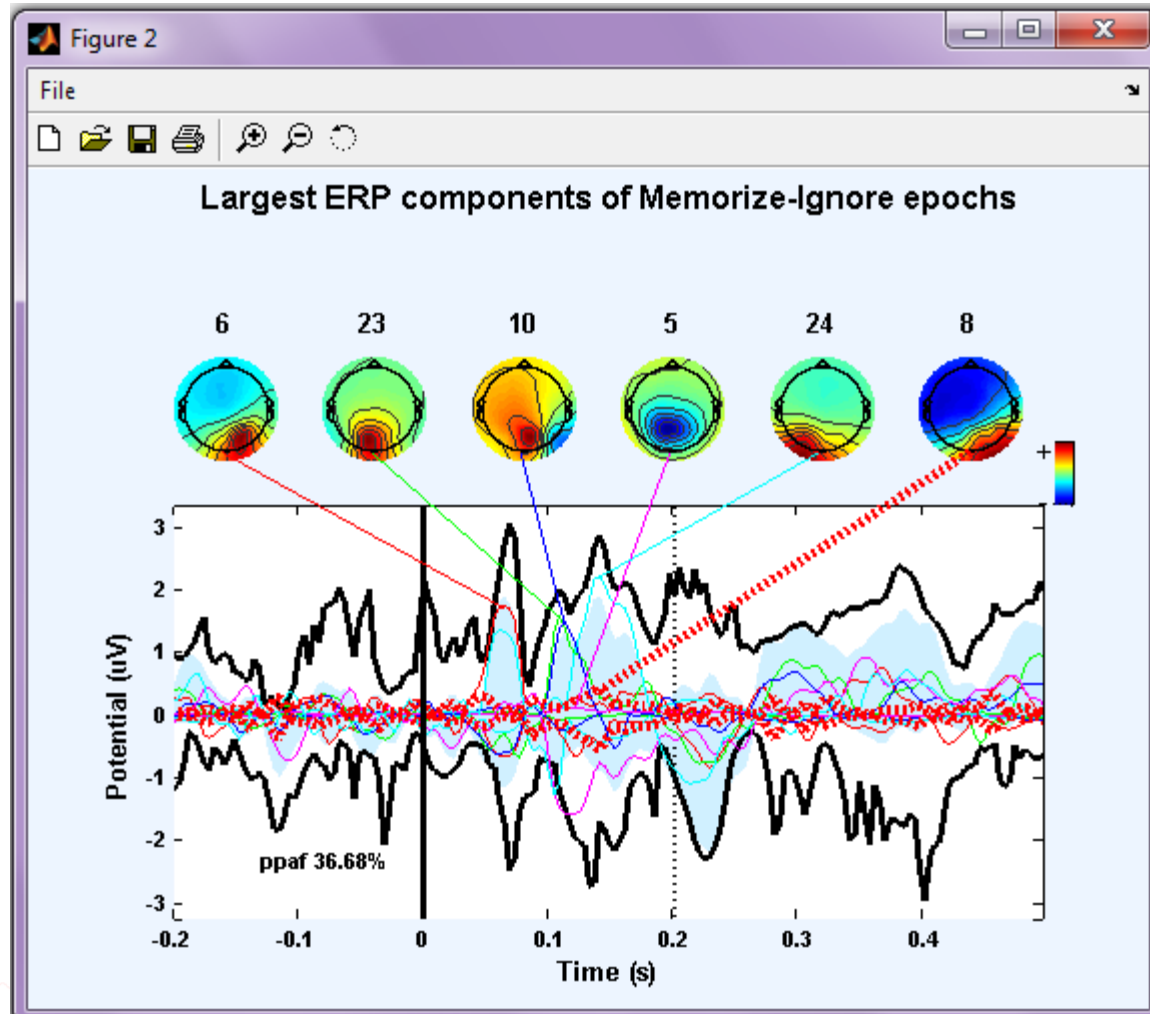 Figure 2
File
Largest ERP components of Memorize-Ignore epochs
6 23 10 5 24 8
+
-
3
2
1
0
-1
-2
-3
Potential (uV)
ppaf 36.68%
-0.2 -0.1 0 0.1 0.2 0.3 0.4
Time (s)